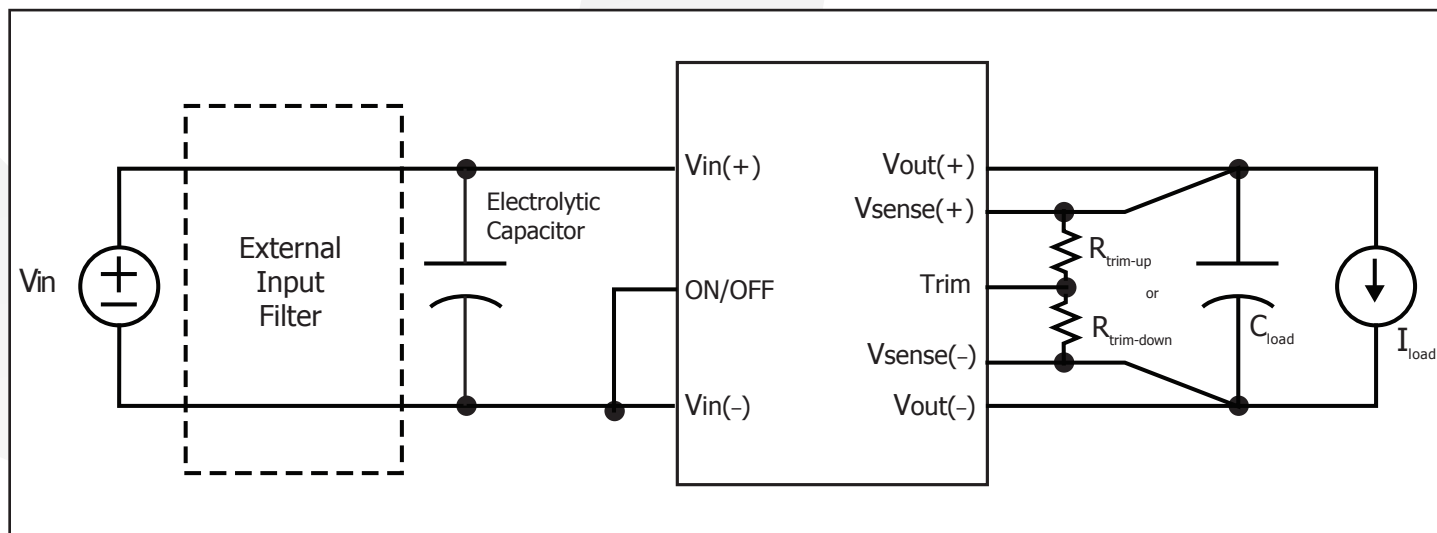 Vin
External
Input
Filter
Electrolytic
Capacitor
Vin(+)
ON/OFF
Vin(–)
Vout(+)
Vsense(+)
Trim
Vsense(–)
Vout(–)
Rtrim-up
or
Rtrim-down
Cload
Iload